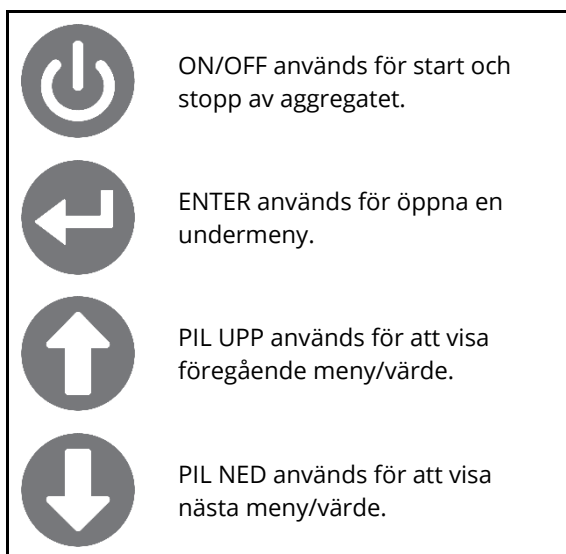 ON/OFF används för start och
stopp av aggregatet.
ENTER används för öppna en
undermeny.
PIL UPP används för att visa
föregående meny/värde.
PIL NED används för att visa
nästa meny/värde.